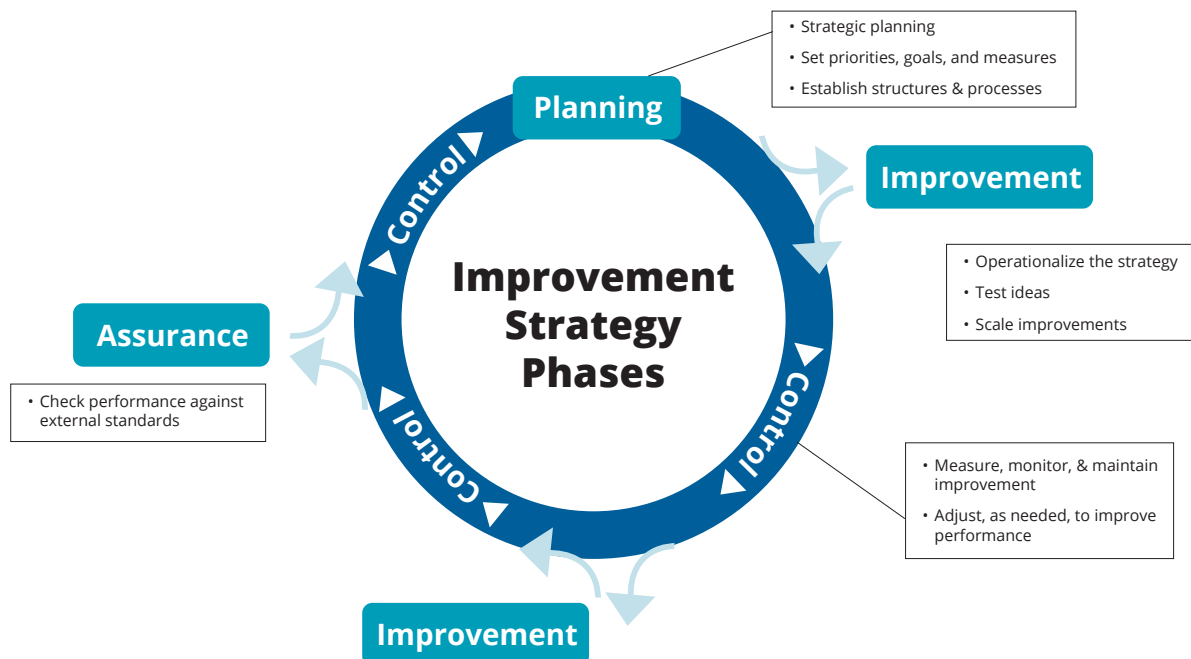 • Strategic planning
• Set priorities, goals, and measures
• Establish structures & processes
Planning
Improvement
• Operationalize the strategy
• Test ideas
• Scale improvements
Control
Improvement
Strategy
Phases
Assurance
• Check performance against
external standards
Control
Control
• Measure, monitor, & maintain
improvement
• Adjust, as needed, to improve
performance
Improvement